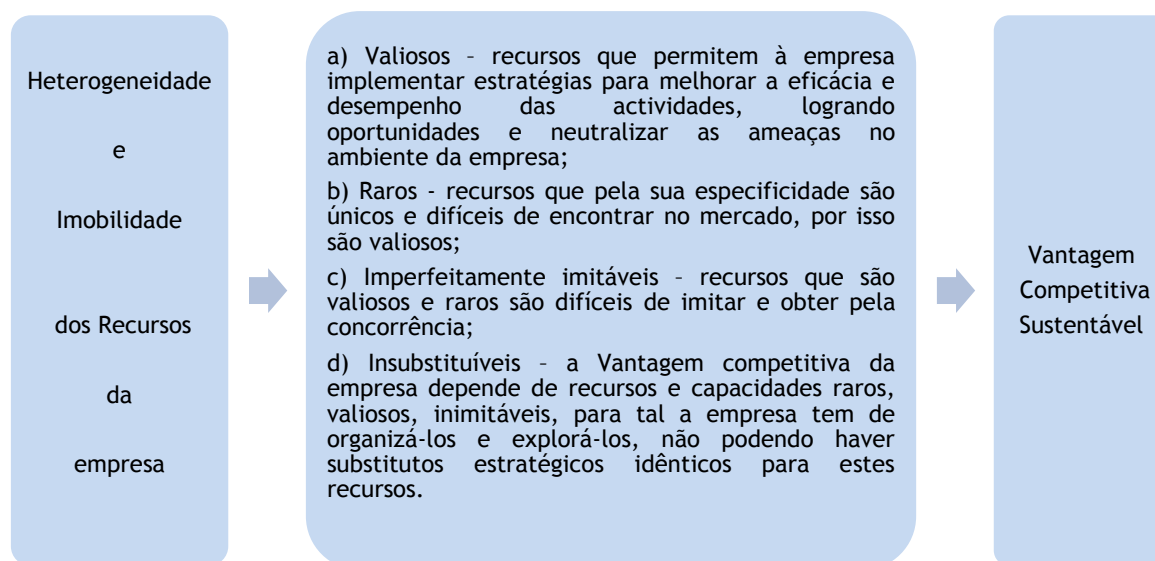 Heterogeneidade
e
Imobilidade
dos Recursos
da
empresa
a) Valiosos – recursos que permitem à empresa
implementar estratégias para melhorar a eficácia e
desempenho das actividades, logrando
oportunidades e neutralizar as ameaças no
ambiente da empresa;
b) Raros - recursos que pela sua especificidade são
únicos e difíceis de encontrar no mercado, por isso
são valiosos;
c) Imperfeitamente imitáveis – recursos que são
valiosos e raros são difíceis de imitar e obter pela
concorrência;
d) Insubstituíveis – a Vantagem competitiva da
empresa depende de recursos e capacidades raros,
valiosos, inimitáveis, para tal a empresa tem de
organizá-los e explorá-los, não podendo haver
substitutos estratégicos idênticos para estes
recursos.
Vantagem
Competitiva
Sustentável